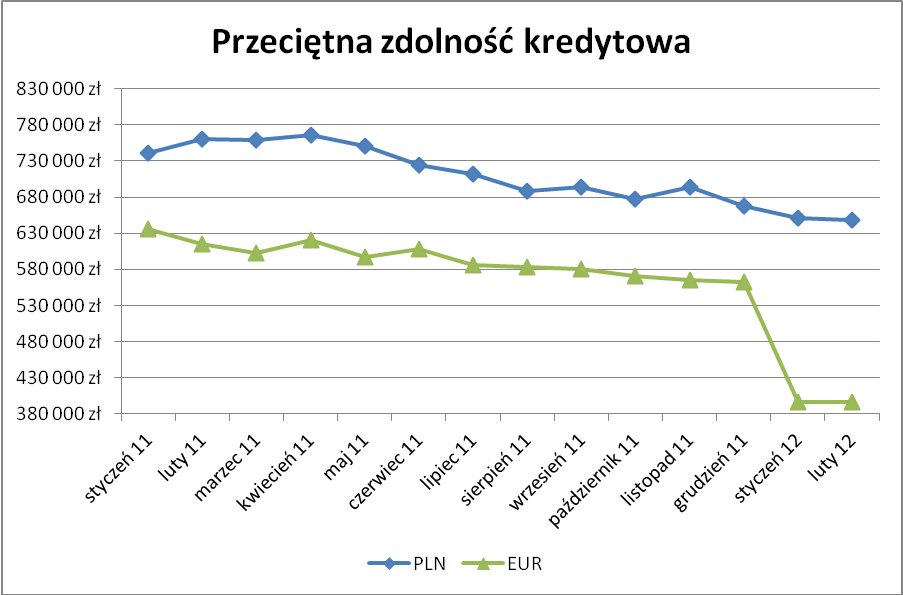 Przeciętna zdolność kredytowa
830 000 zł
780 000 zł
730 000 zł
680 000 zł
630 000 zł
580 000 zł
530 000 zł
480 000 zł
430 000 zł
380 000 zł
styczeń 11
luty 11
marzec 11
kwiecień 11
maj 11
czerwiec 11
lipiec 11
sierpień 11
wrzesień 11
październik 11
listopad 11
grudzień 11
styczeń 12
luty 12
PLN
EUR